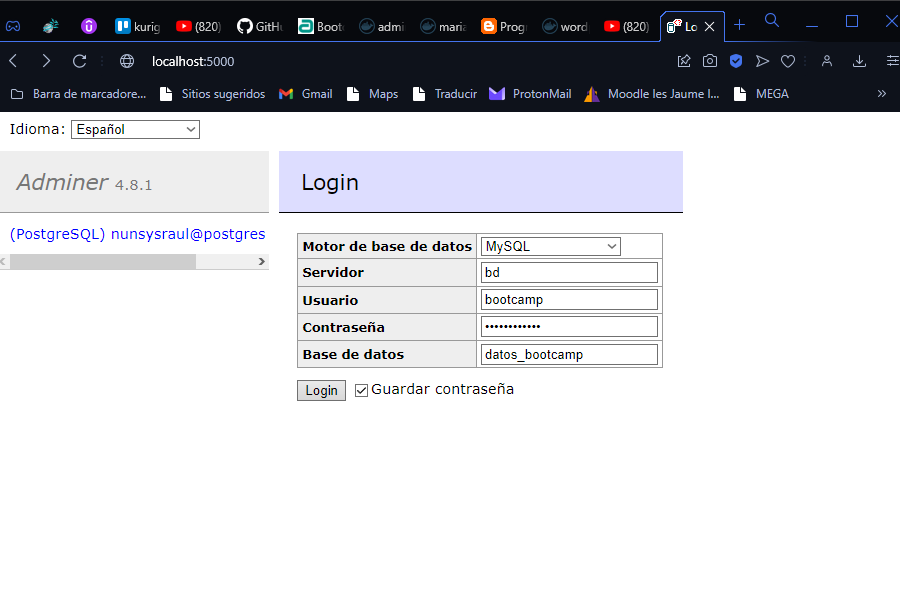 kurig (820) GitHu Boot adm maria Prog word (820) Lo
localhost:5000
Barra de marcadore... Sitios sugeridos Gmail Maps Traducir ProtonMail Moodle les Jaume I... MEGA »
Idioma: Español
Adminer 4.8.1
Login
(PostgreSQL) nunsysraul@postgres
Motor de base de datos MySQL
Servidor bd
Usuario bootcamp
Contraseña ••••••••••••
Base de datos datos_bootcamp
Login Guardar contraseña